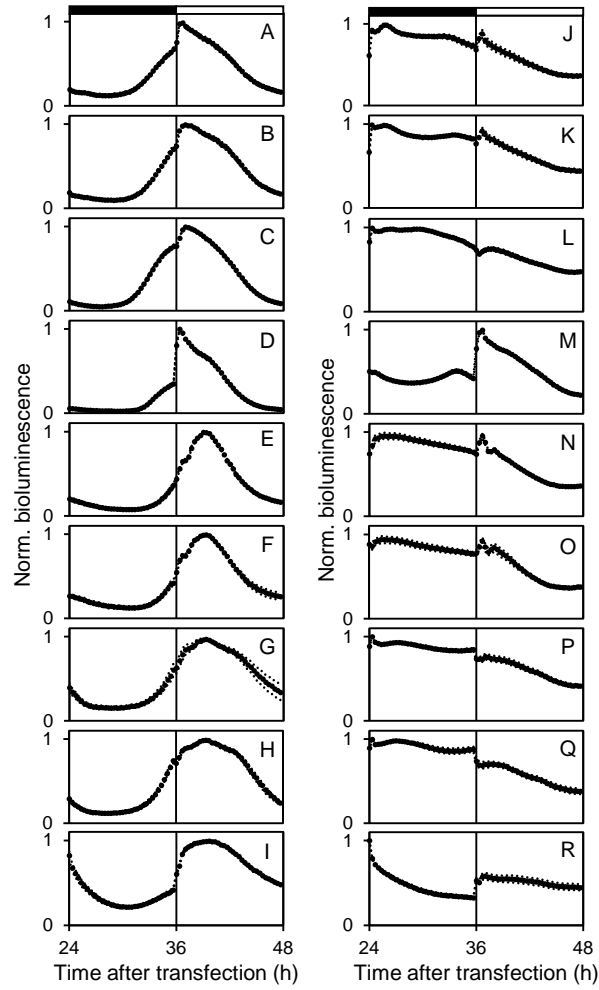 1
A
0
1
B
0
1
C
0
1
D
0
1
E
0
1
F
0
1
G
0
1
H
0
1
I
0
24 36 48
Time after transfection (h)
Norm. bioluminescence
1
J
0
1
K
0
1
L
0
1
M
0
1
N
0
1
O
0
1
P
0
1
Q
0
1
R
0
24 36 48
Time after transfection (h)
Norm. bioluminescence